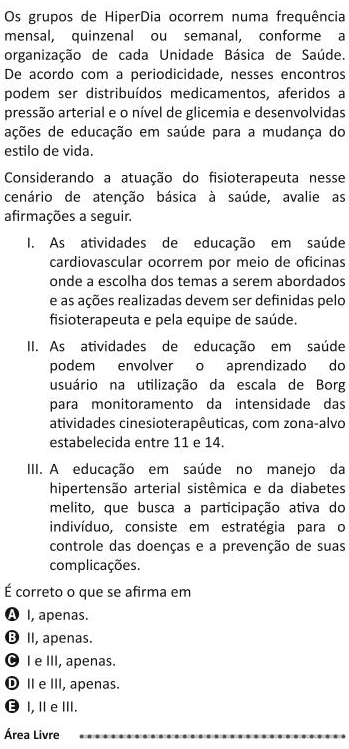 Os grupos de HiperDia ocorrem numa frequência
mensal, quinzenal ou semanal, conforme a
organização de cada Unidade Básica de Saúde.
De acordo com a periodicidade, nesses encontros
podem ser distribuídos medicamentos, aferidos a
pressão arterial e o nível de glicemia e desenvolvidas
ações de educação em saúde para a mudança do
estilo de vida.
Considerando a atuação do fisioterapeuta nesse
cenário de atenção básica à saúde, avalie as
afirmações a seguir.
I. As atividades de educação em saúde
cardiovascular ocorrem por meio de oficinas
onde a escolha dos temas a serem abordados
e as ações realizadas devem ser definidas pelo
fisioterapeuta e pela equipe de saúde.
II. As atividades de educação em saúde
podem envolver o aprendizado do
usuário na utilização da escala de Borg
para monitoramento da intensidade das
atividades cinesioterapêuticas, com zona-alvo
estabelecida entre 11 e 14.
III. A educação em saúde no manejo da
hipertensão arterial sistêmica e da diabetes
melito, que busca a participação ativa do
indivíduo, consiste em estratégia para o
controle das doenças e a prevenção de suas
complicações.
É correto o que se afirma em
A I, apenas.
B II, apenas.
C I e III, apenas.
D II e III, apenas.
E I, II e III.
Área Livre